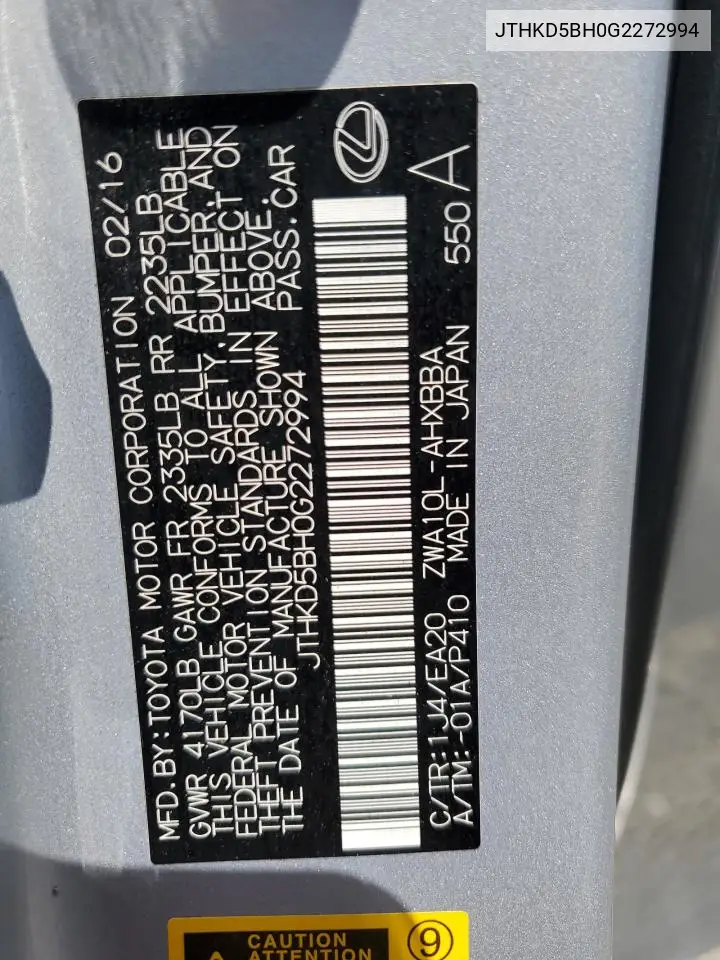 JTHKD5BH0G2272994
MFD.BY:TOYOTA MOTOR CORPORATION 02/16
GVWR 4170LB GAWR FR 2335LB RR 2235LB
THIS VEHICLE CONFORMS TO ALL APPLICABLE
FEDERAL MOTOR VEHICLE SAFETY,BUMPER,AND
THEFT PREVENTION STANDARDS IN EFFECT ON
THE DATE OF MANUFACTURE SHOWN ABOVE.
JTHKD5BH0G2272994 PASS.CAR
C/TR:1J4/EA20 ZWA10L-AHXBBA
A/TM:-01A/P410 MADE IN JAPAN 550 A
CAUTION
ATTENTION
9